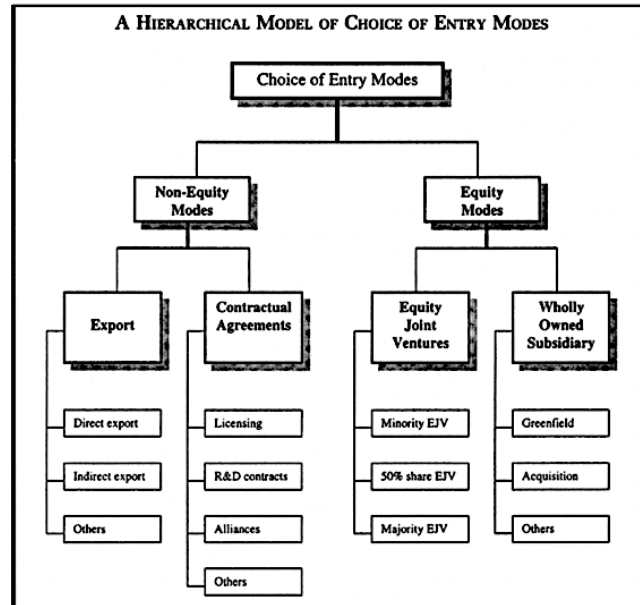 A HIERARCHICAL MODEL OF CHOICE OF ENTRY MODES
Choice of Entry Modes
Non-Equity
Modes
Equity
Modes
Export
Contractual
Agreements
Equity
Joint
Ventures
Wholly
Owned
Subsidiary
Direct export
Indirect export
Others
Licensing
R&D contracts
Alliances
Others
Minority EJV
50% share EJV
Majority EJV
Greenfield
Acquisition
Others